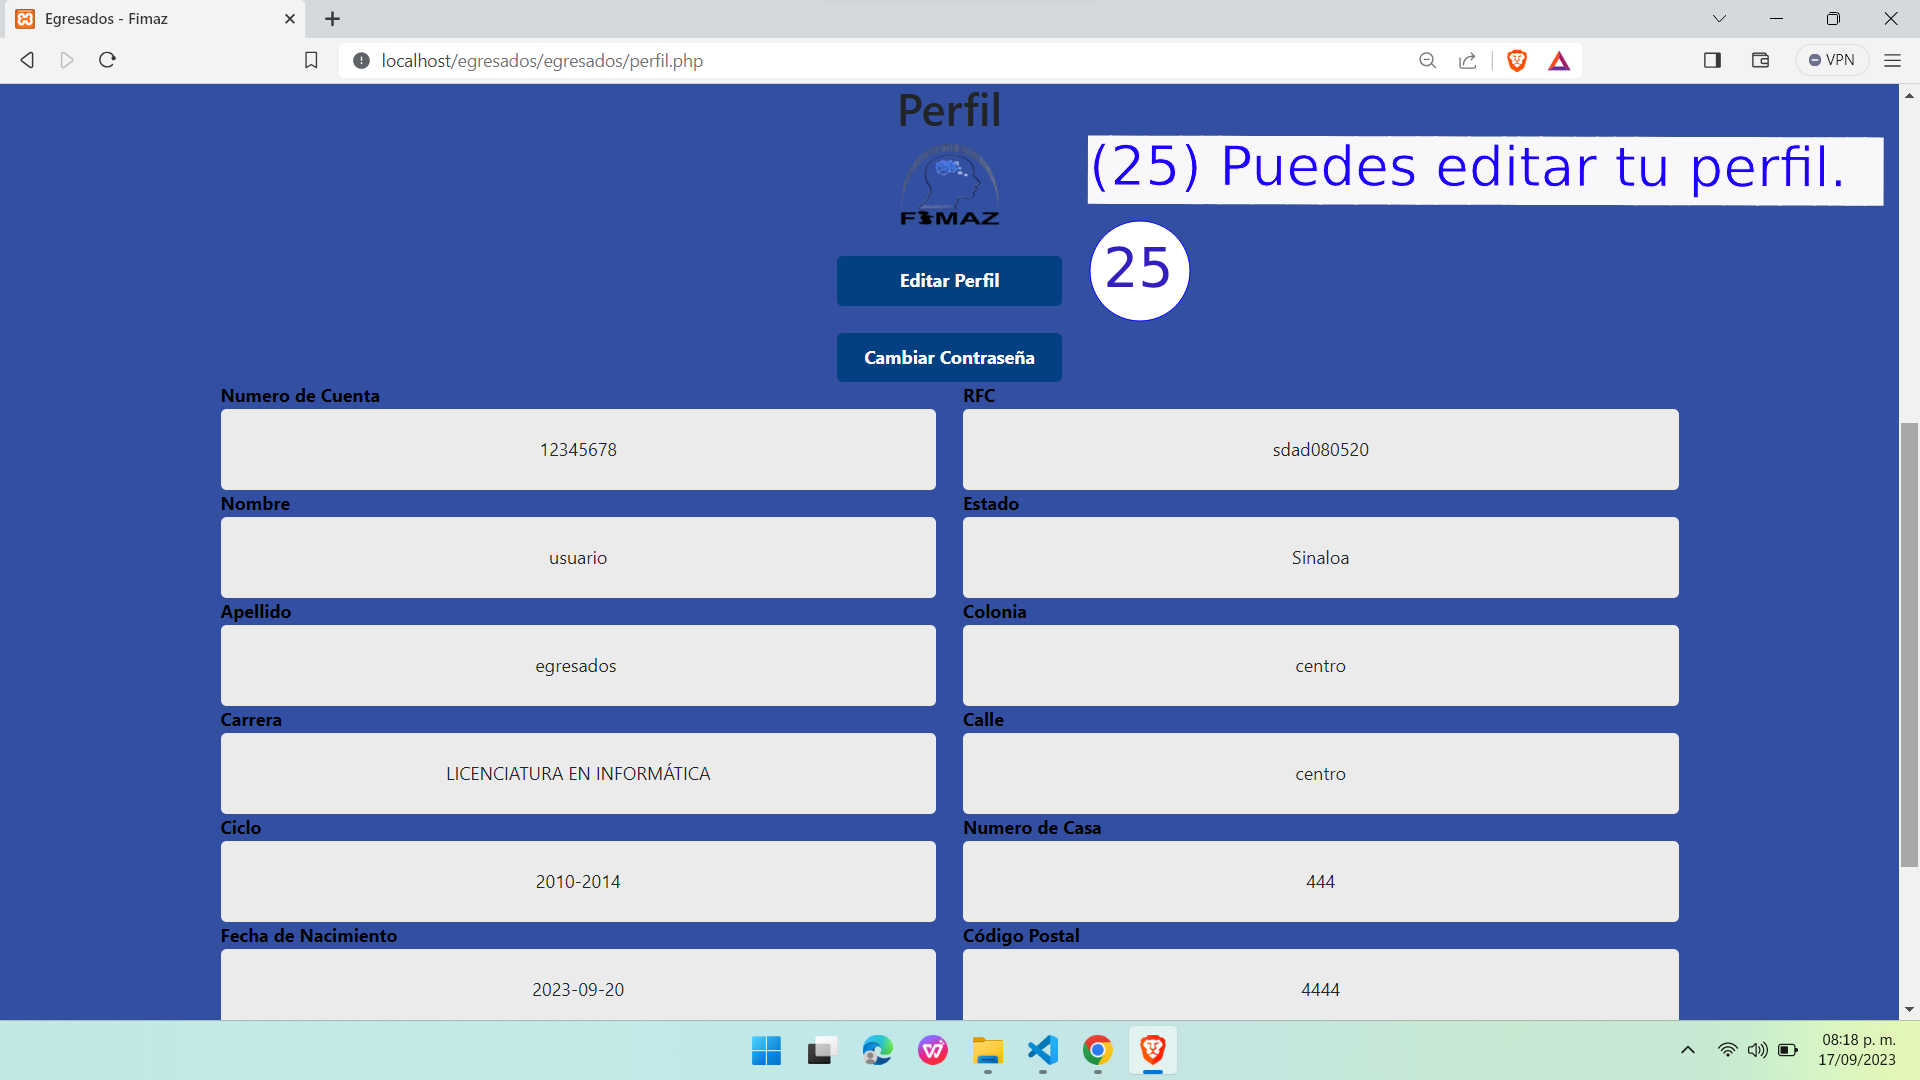 Egresados - Fimaz
localhost/egresados/egresados/perfil.php
VPN
Perfil
FIMAZ
(25) Puedes editar tu perfil.
Editar Perfil
25
Cambiar Contraseña
Numero de Cuenta
RFC
12345678
sdad080520
Nombre
Estado
usuario
Sinaloa
Apellido
Colonia
egresados
centro
Carrera
Calle
LICENCIATURA EN INFORMÁTICA
centro
Ciclo
Numero de Casa
2010-2014
444
Fecha de Nacimiento
Código Postal
2023-09-20
4444
08:18 p. m.
17/09/2023